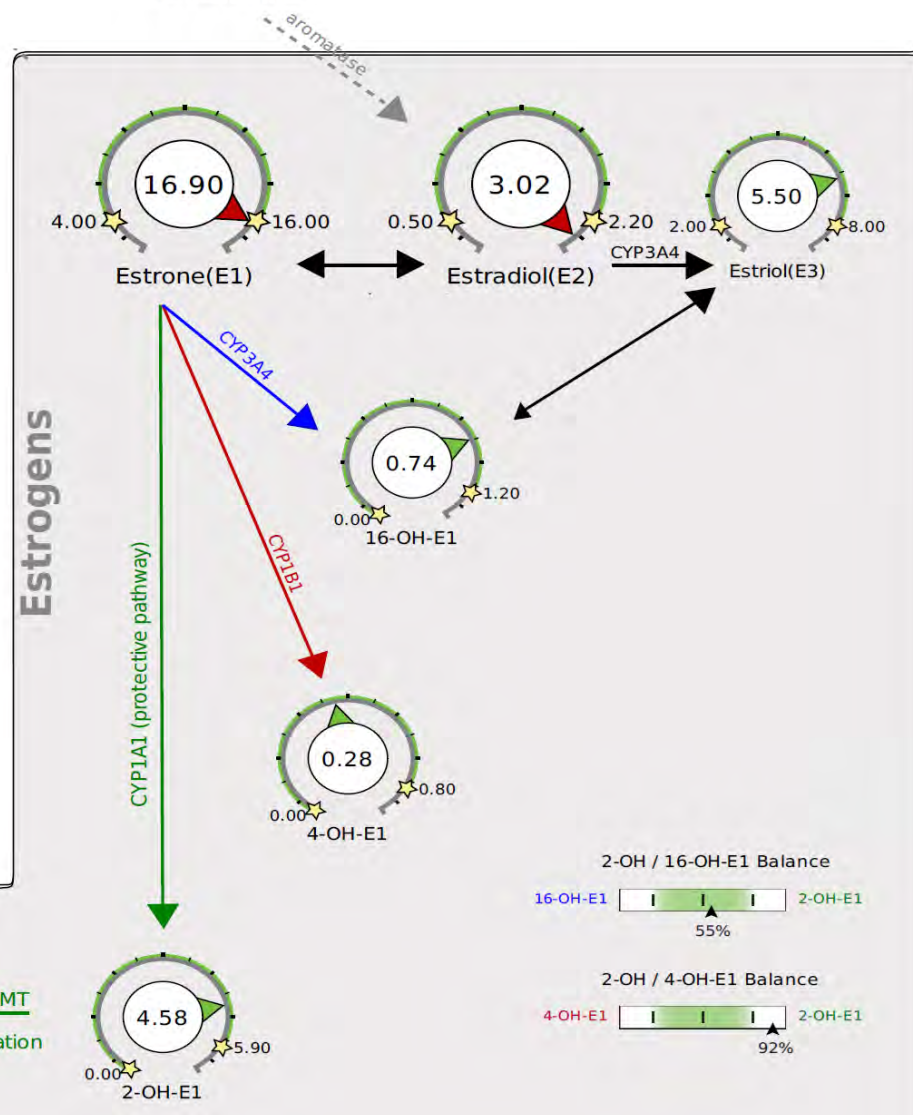 aromatase
16.90
4.00
16.00
Estrone(E1)
3.02
0.50
2.20
Estradiol(E2)
CYP3A4
5.50
2.00
8.00
Estriol(E3)
CYP3A4
0.74
0.00
1.20
16-OH-E1
Estrogens
CYP1B1
CYP1A1 (protective pathway)
0.28
0.00
0.80
4-OH-E1
2-OH / 16-OH-E1 Balance
16-OH-E1
2-OH-E1
55%
2-OH / 4-OH-E1 Balance
4-OH-E1
2-OH-E1
92%
MT
ation
4.58
0.00
5.90
2-OH-E1